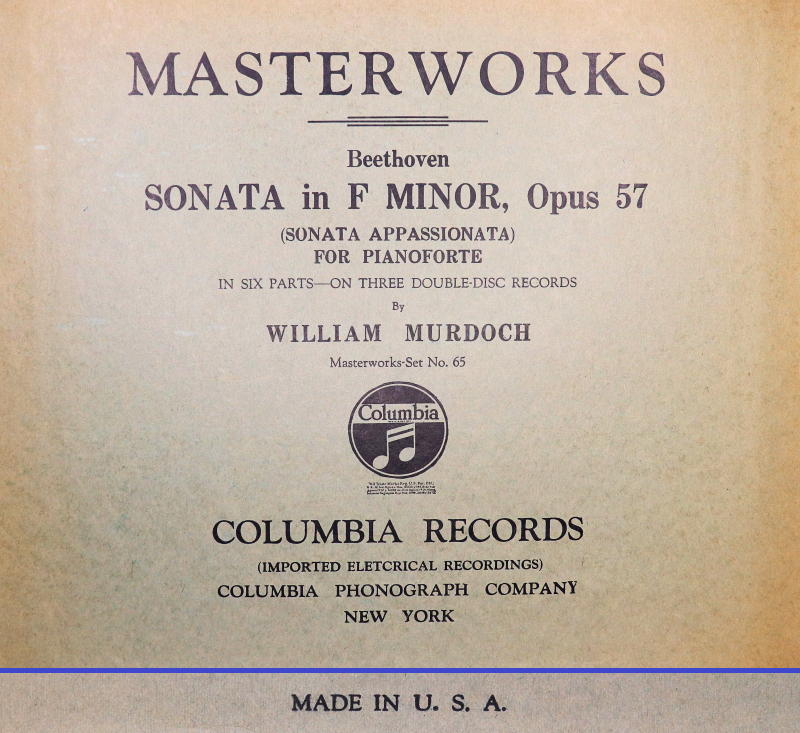 MASTERWORKS
Beethoven
SONATA in F MINOR, Opus 57
(SONATA APPASSIONATA)
FOR PIANOFORTE
IN SIX PARTS—ON THREE DOUBLE-DISC RECORDS
By
WILLIAM MURDOCH
Masterworks-Set No. 65
Columbia
COLUMBIA RECORDS
(IMPORTED ELETCRICAL RECORDINGS)
COLUMBIA PHONOGRAPH COMPANY
NEW YORK
MADE IN U. S. A.